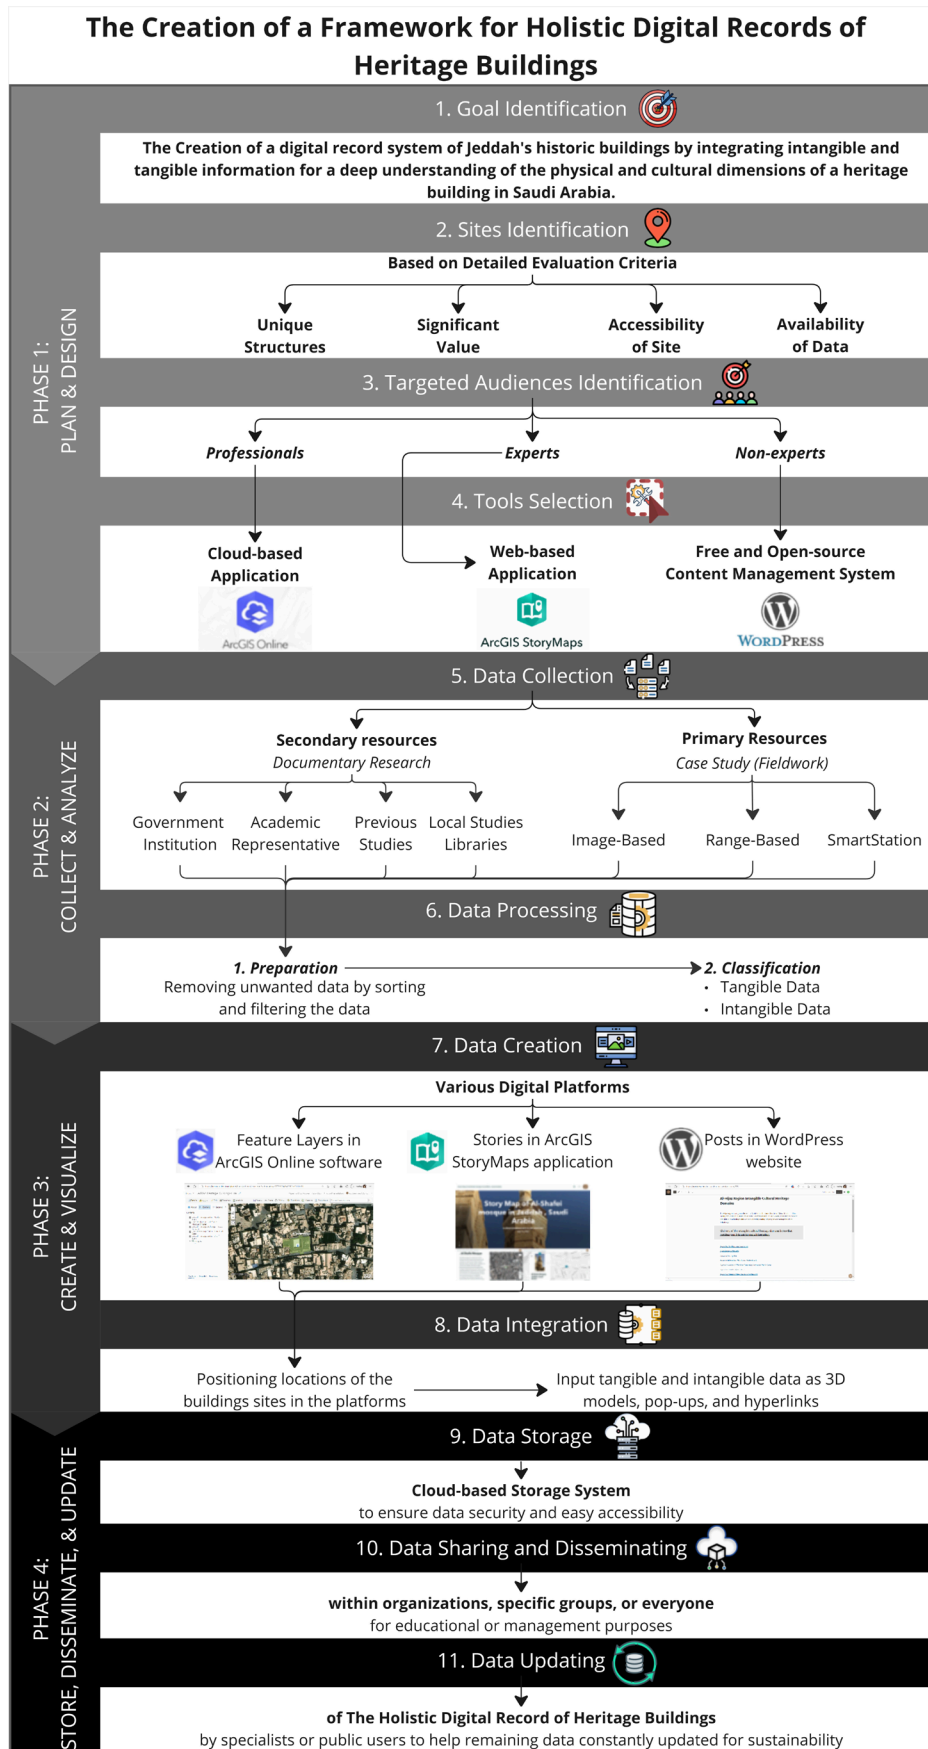 The Creation of a Framework for Holistic Digital Records of
Heritage Buildings
PHASE 1:
PLAN & DESIGN
1. Goal Identification
The Creation of a digital record system of Jeddah's historic buildings by integrating intangible and
tangible information for a deep understanding of the physical and cultural dimensions of a heritage
building in Saudi Arabia.
2. Sites Identification
Based on Detailed Evaluation Criteria
Unique
Structures
Significant
Value
Accessibility
of Site
Availability
of Data
3. Targeted Audiences Identification
Professionals
Experts
Non-experts
4. Tools Selection
Cloud-based
Application
ArcGIS Online
Web-based
Application
ArcGIS StoryMaps
Free and Open-source
Content Management System
WORDPRESS
PHASE 2:
COLLECT & ANALYZE
5. Data Collection
Secondary resources
Documentary Research
Primary Resources
Case Study (Fieldwork)
Government
Institution
Academic
Representative
Previous
Studies
Local Studies
Libraries
Image-Based
Range-Based
SmartStation
6. Data Processing
1. Preparation
Removing unwanted data by sorting
and filtering the data
2. Classification
• Tangible Data
• Intangible Data
PHASE 3:
CREATE & VISUALIZE
7. Data Creation
Various Digital Platforms
Feature Layers in
ArcGIS Online software
Stories in ArcGIS
StoryMaps application
Posts in WordPress
website
Story Map of Al-Shafei
mosque in Jeddah , Saudi
Arabia
8. Data Integration
Positioning locations of the
buildings sites in the platforms
Input tangible and intangible data as 3D
models, pop-ups, and hyperlinks
PHASE 4:
STORE, DISSEMINATE, & UPDATE
9. Data Storage
Cloud-based Storage System
to ensure data security and easy accessibility
10. Data Sharing and Disseminating
within organizations, specific groups, or everyone
for educational or management purposes
11. Data Updating
of The Holistic Digital Record of Heritage Buildings
by specialists or public users to help remaining data constantly updated for sustainability